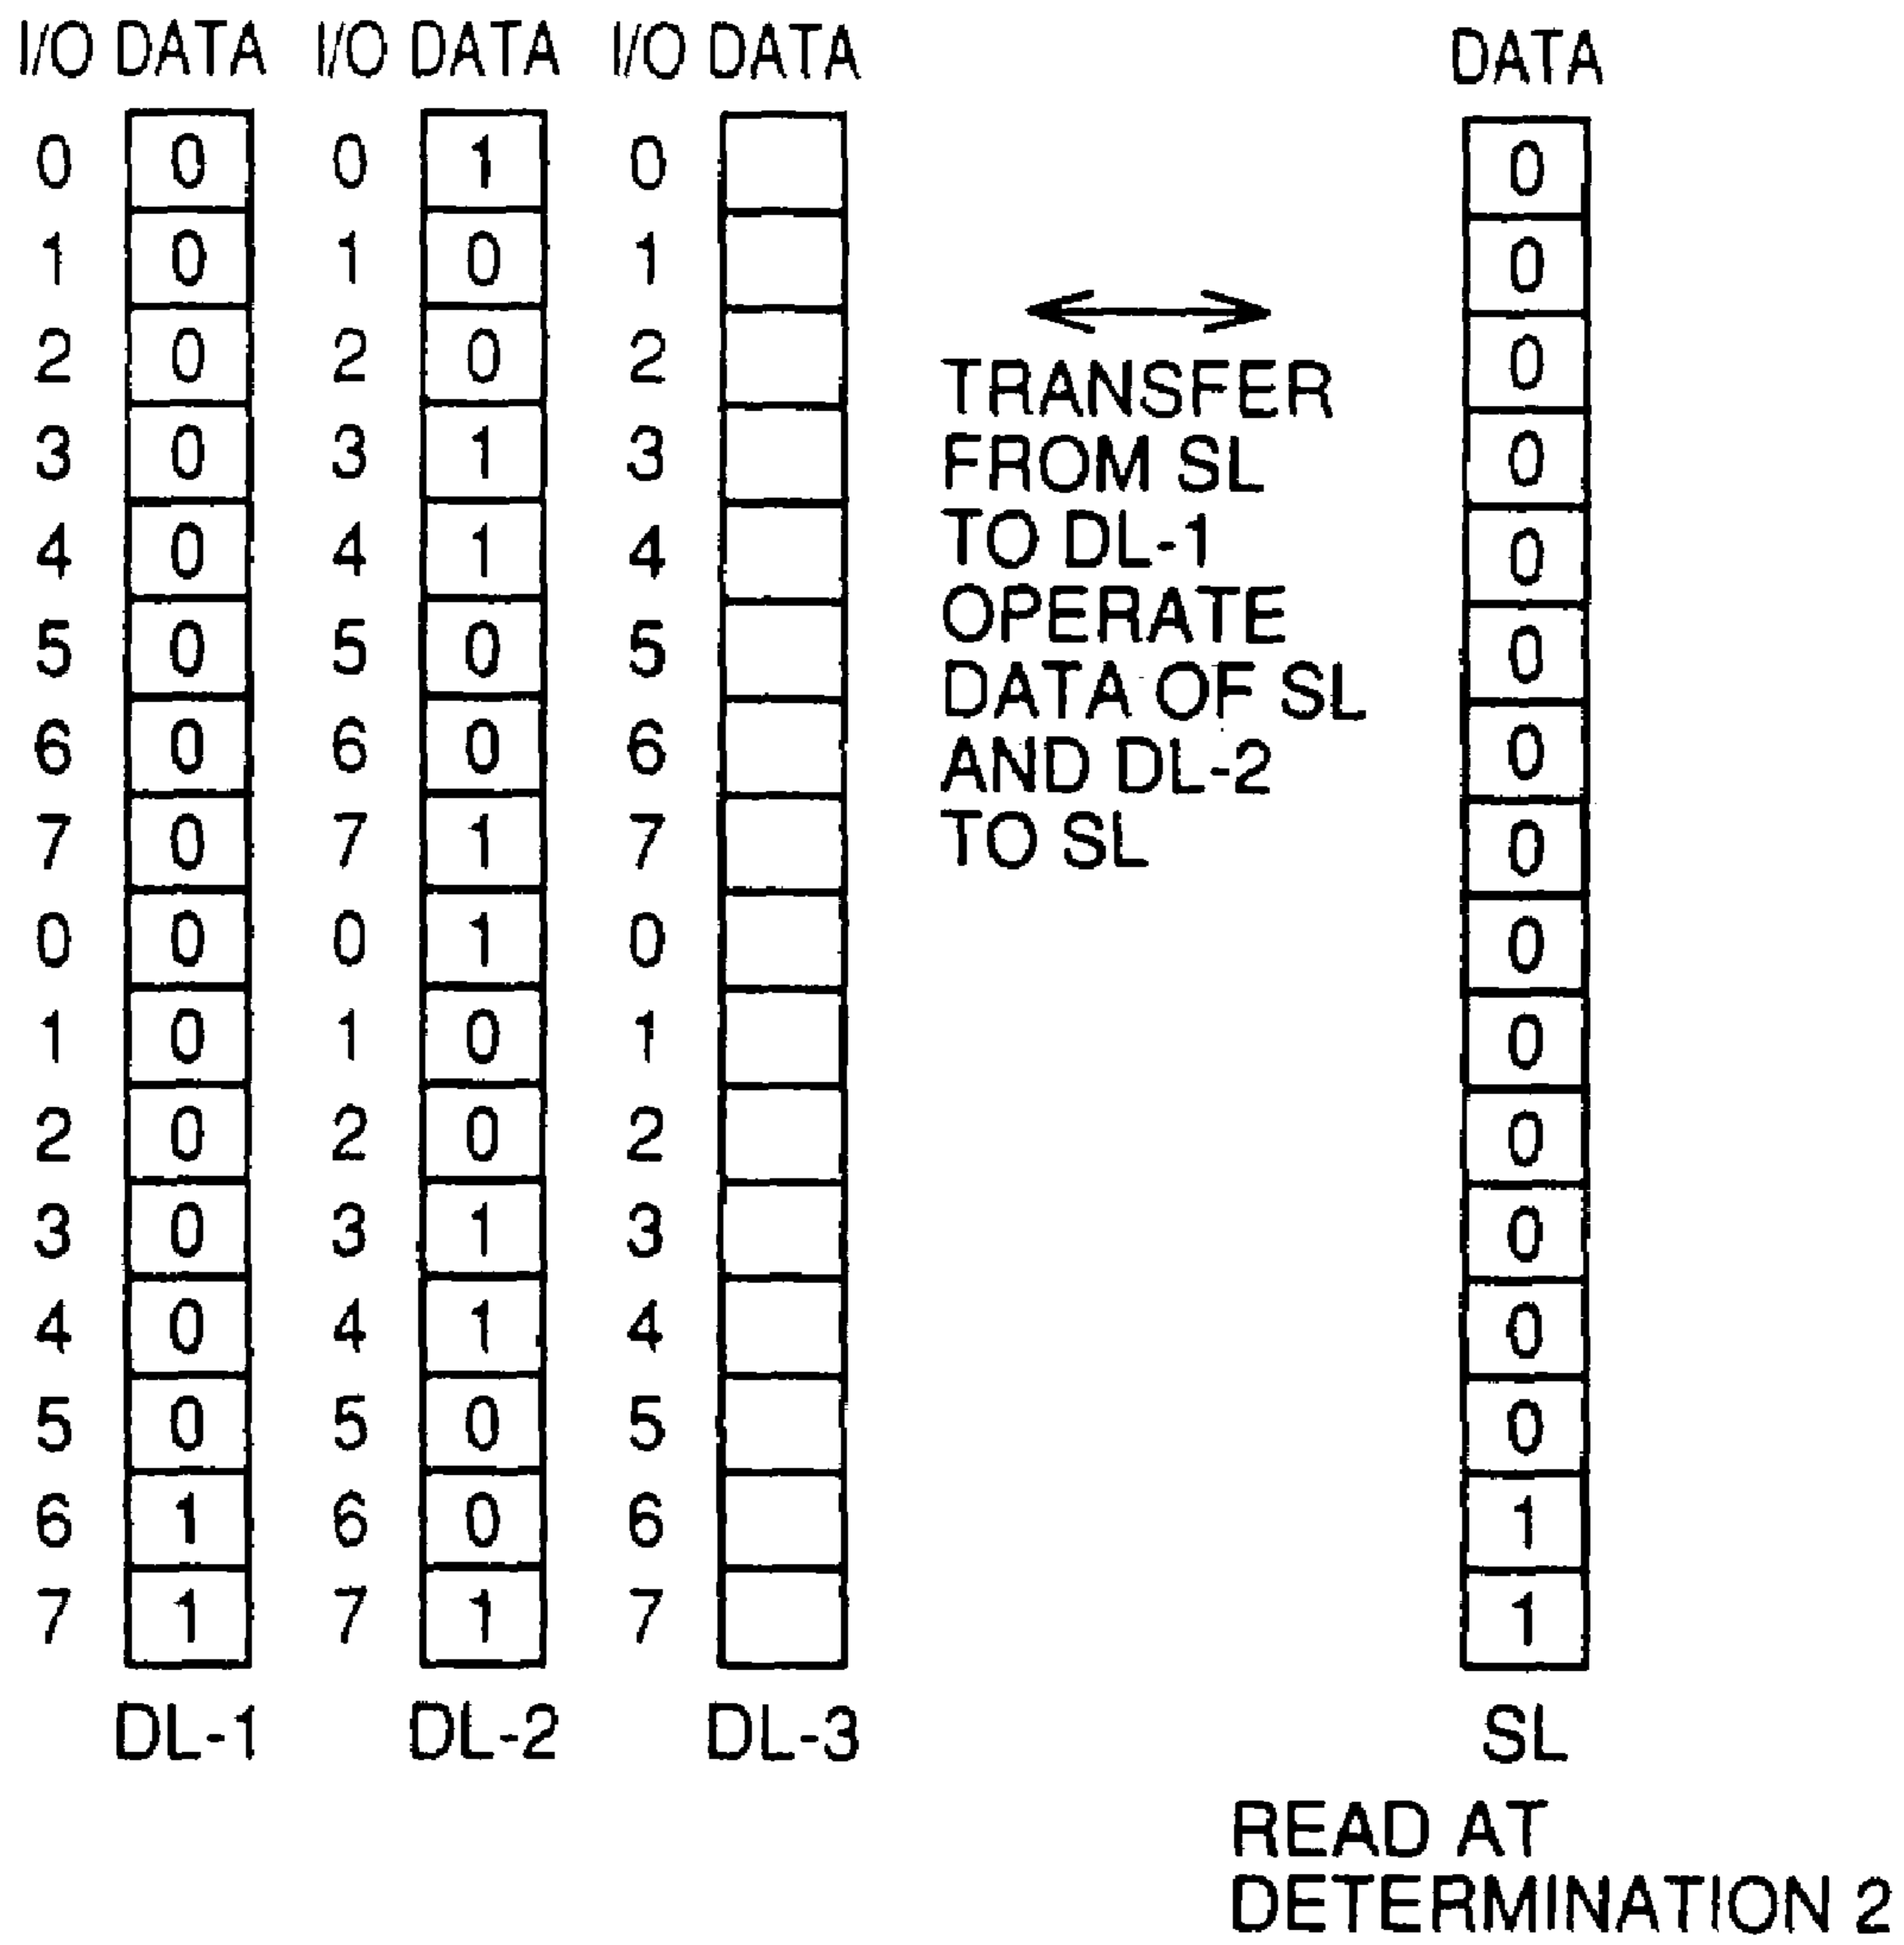 I/O DATA I/O DATA I/O DATA DATA
0 0 0 1 0 0
1 0 1 0 1 0
2 0 2 0 2 0
3 0 3 1 3 0
4 0 4 1 4 0
5 0 5 0 5 0
6 0 6 0 6 0
7 0 7 1 7 0
0 0 0 1 0 0
1 0 1 0 1 0
2 0 2 0 2 0
3 0 3 1 3 0
4 0 4 1 4 0
5 0 5 0 5 0
6 1 6 0 6 1
7 1 7 1 7 1
DL-1 DL-2 DL-3 SL
TRANSFER
FROM SL
TO DL-1
OPERATE
DATA OF SL
AND DL-2
TO SL
READ AT
DETERMINATION 2